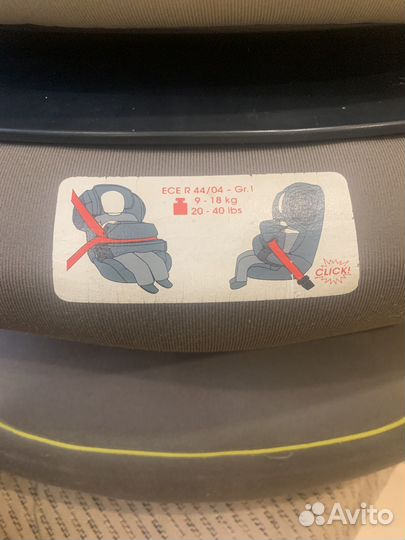 ECE R 44/04 - Gr. I
9 - 18 kg
20 - 40 lbs
CLICK!
Avito